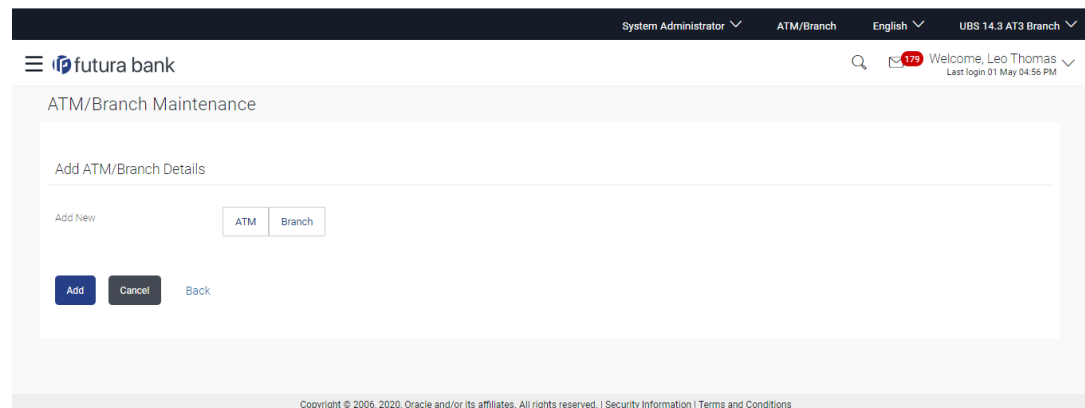 System Administrator ATM/Branch English UBS 14.3 AT3 Branch
futura bank 179 Welcome, Leo Thomas
Last login 01 May 04:56 PM
ATM/Branch Maintenance
Add ATM/Branch Details
Add New ATM Branch
Add Cancel Back
Copyright © 2006, 2020, Oracle and/or its affiliates. All rights reserved. | Security Information | Terms and Conditions